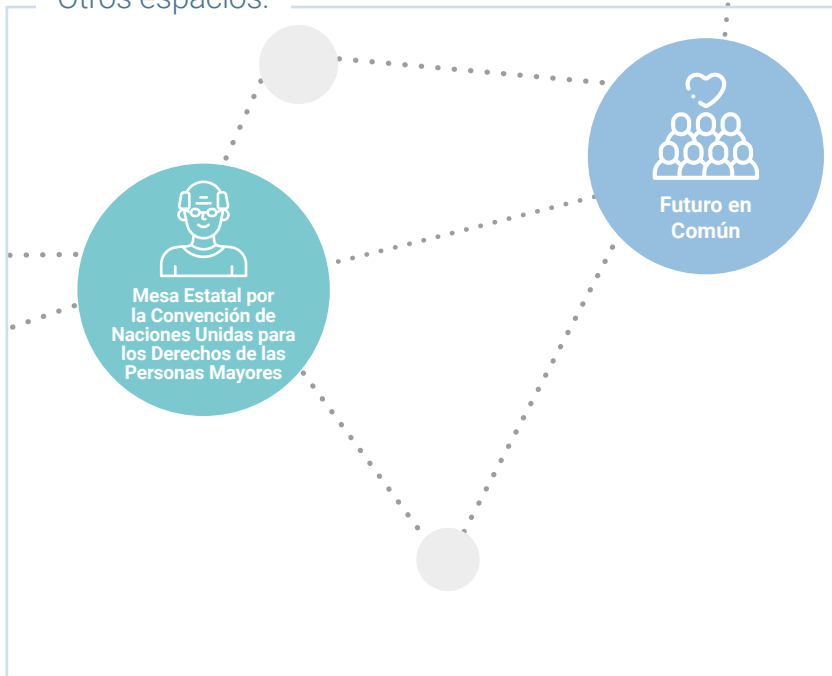 Otros espacios:
Futuro en
Común
Mesa Estatal por
la Convención de
Naciones Unidas para
los Derechos de las
Personas Mayores